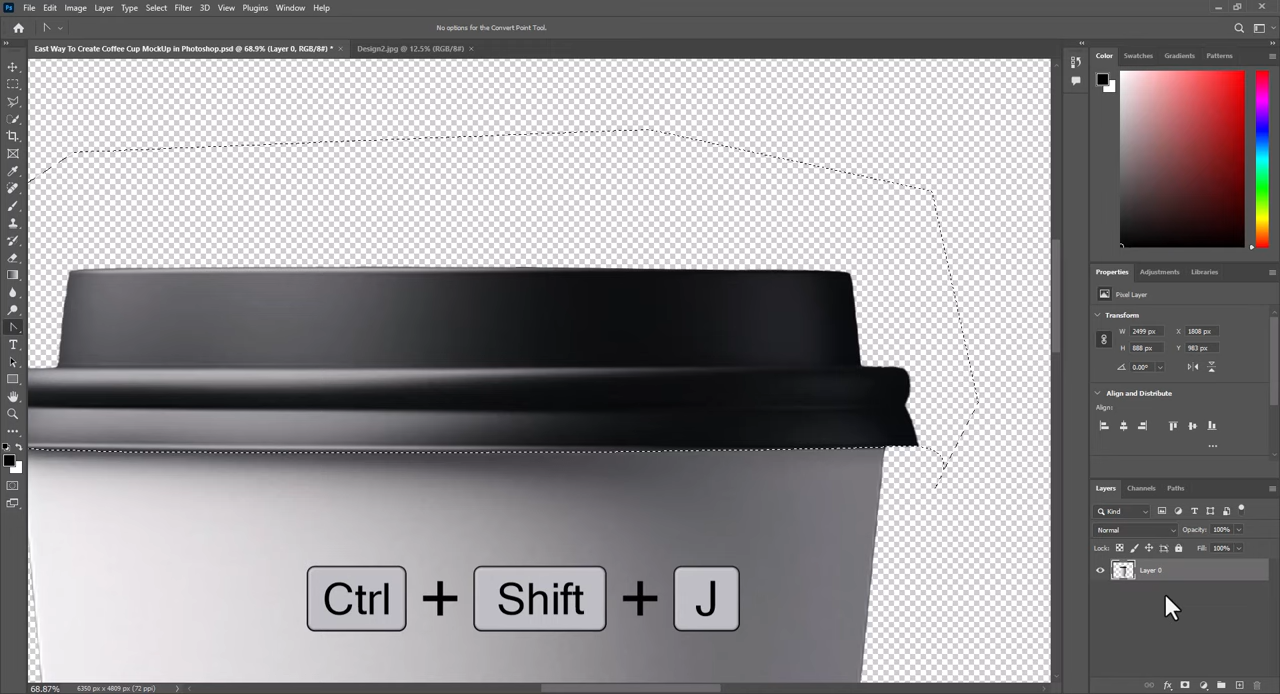 Ps File Edit Image Layer Type Select Filter 3D View Plugins Window Help
No options for the Convert Point Tool.
East Way To Create Coffee Cup MockUp in Photoshop.psd @ 68.9% (Layer 0, RGB/8#) * × Design2.jpg @ 12.5% (RGB/8#) ×
Color Swatches Gradients Patterns
Properties Adjustments Libraries
Pixel Layer
Transform
W 2499 px X 1808 px
H 888 px Y 983 px
0.00°
Align and Distribute
Align:
Layers Channels Paths
Kind
Normal Opacity: 100%
Lock: Fill: 100%
Layer 0
Ctrl + Shift + J
68.87% 6350 px x 4809 px (72 ppi)